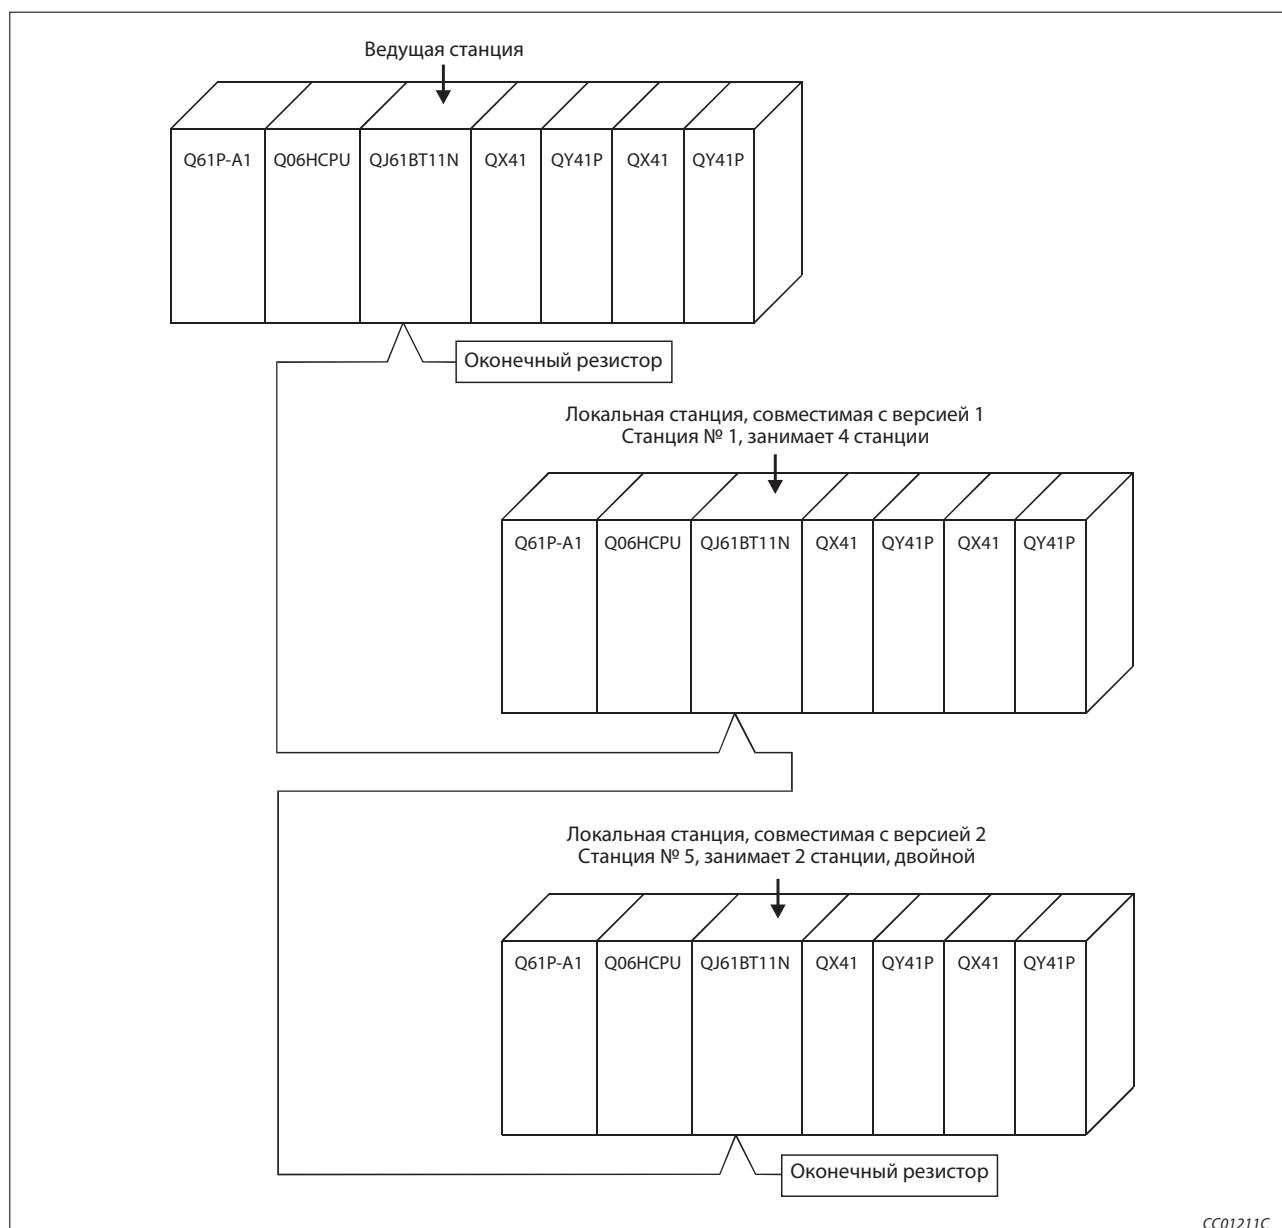 Ведущая станция
Q61P-A1 Q06HCPU QJ61BT11N QX41 QY41P QX41 QY41P
Оконечный резистор
Локальная станция, совместимая с версией 1
Станция № 1, занимает 4 станции
Q61P-A1 Q06HCPU QJ61BT11N QX41 QY41P QX41 QY41P
Локальная станция, совместимая с версией 2
Станция № 5, занимает 2 станции, двойной
Q61P-A1 Q06HCPU QJ61BT11N QX41 QY41P QX41 QY41P
Оконечный резистор
CC01211C